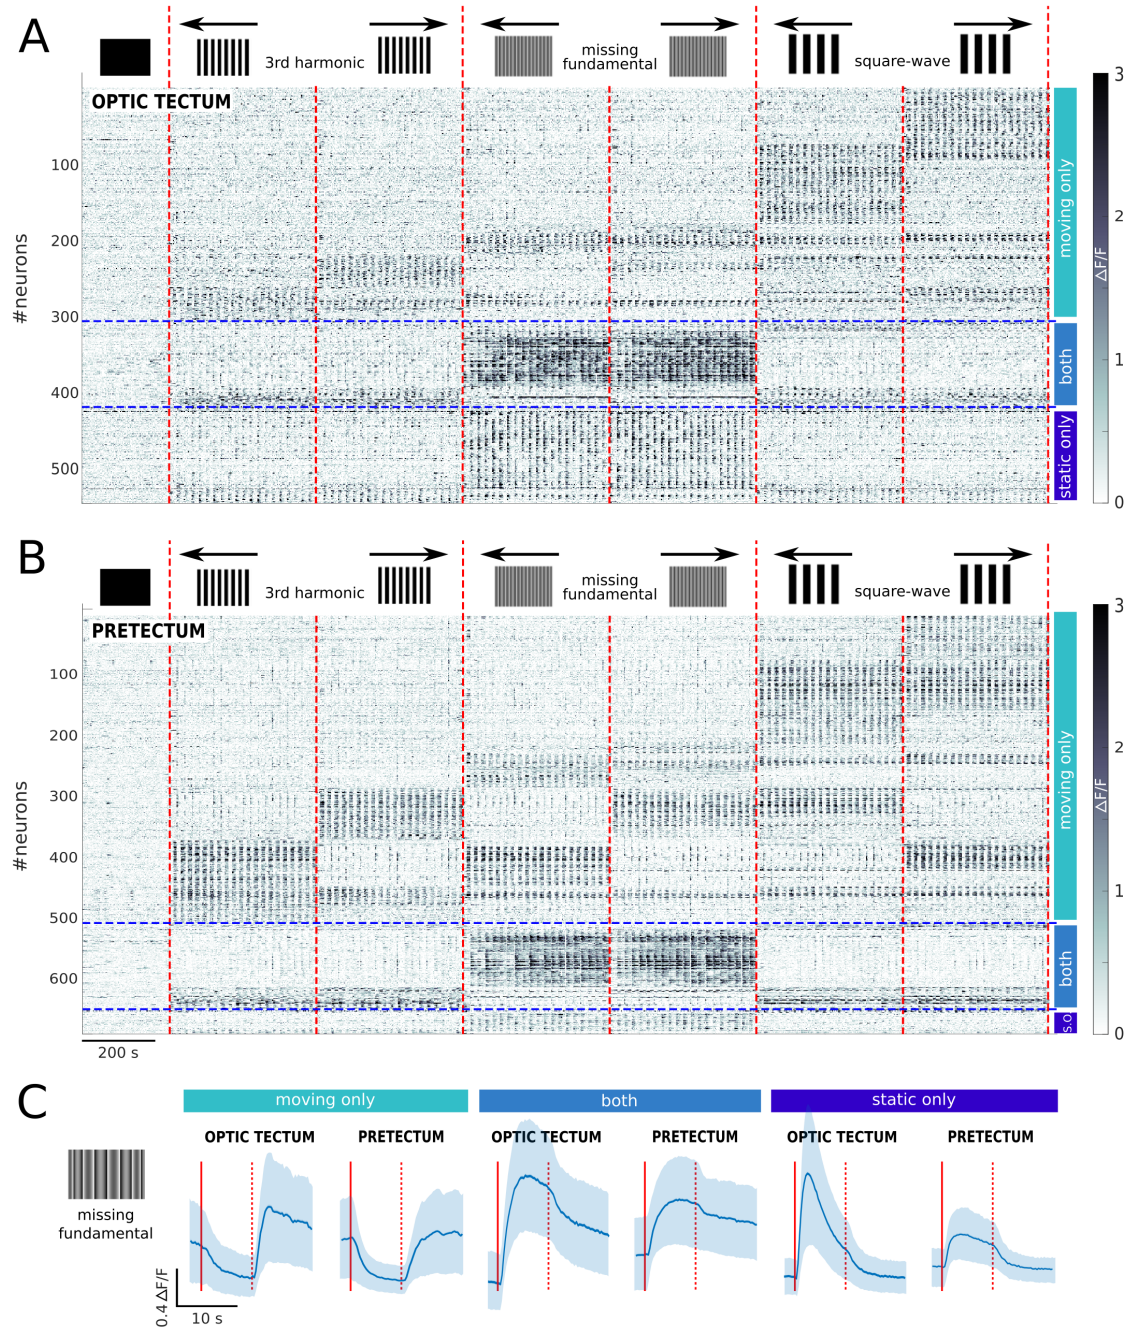 A
3rd harmonic
missing
fundamental
square-wave
OPTIC TECTUM
#neurons
100
200
300
400
500
moving only
both
static only
3
2
1
0
ΔF/F
B
3rd harmonic
missing
fundamental
square-wave
PRETECTUM
#neurons
100
200
300
400
500
600
moving only
both
s.o
3
2
1
0
ΔF/F
200 s
C
moving only
both
static only
OPTIC TECTUM
PRETECTUM
OPTIC TECTUM
PRETECTUM
OPTIC TECTUM
PRETECTUM
missing
fundamental
0.4 ΔF/F
10 s